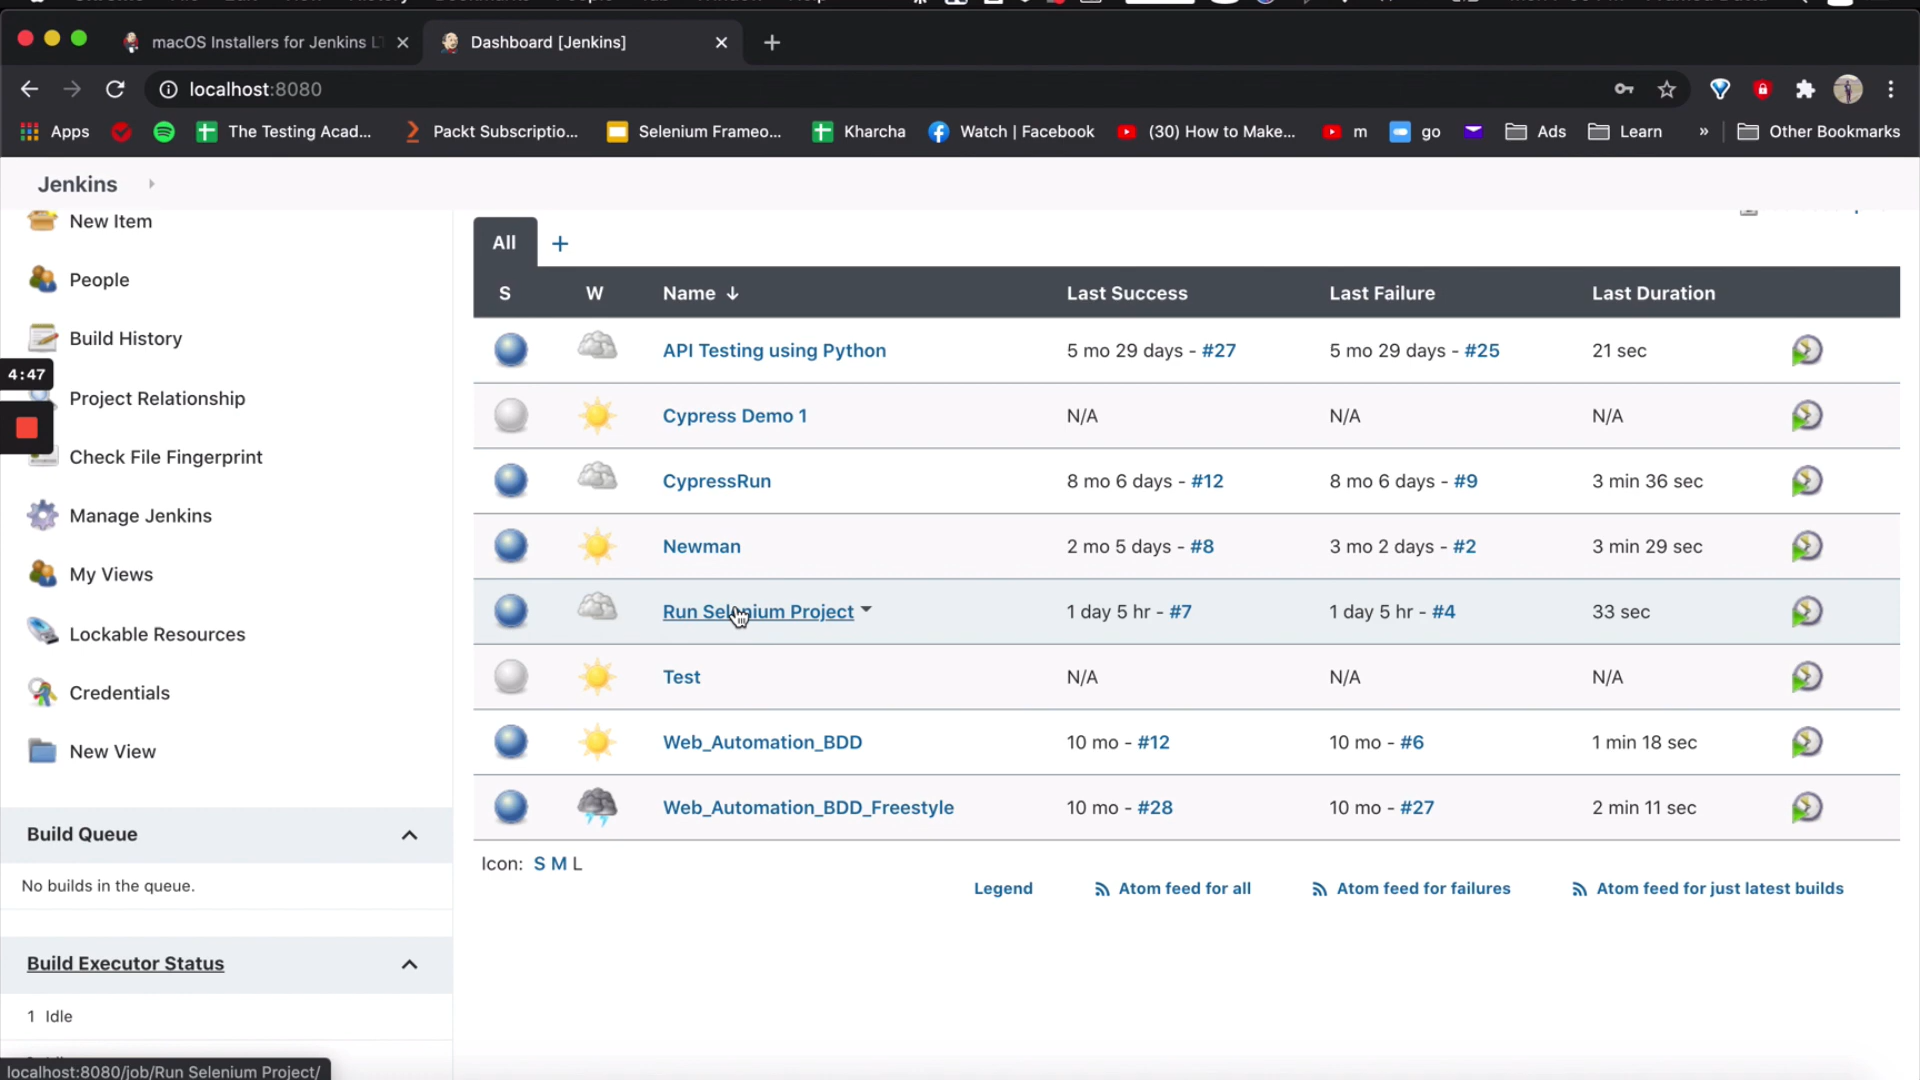 macOS Installers for Jenkins LT
Dashboard [Jenkins]
localhost:8080
Apps
The Testing Acad...
Packt Subscriptio...
Selenium Frameo...
Kharcha
Watch | Facebook
(30) How to Make...
m
go
Ads
Learn
»
Other Bookmarks
Jenkins
New Item
People
Build History
4:47
Project Relationship
Check File Fingerprint
Manage Jenkins
My Views
Lockable Resources
Credentials
New View
Build Queue
No builds in the queue.
Build Executor Status
1 Idle
All +
S W Name ↓ Last Success Last Failure Last Duration
API Testing using Python 5 mo 29 days - #27 5 mo 29 days - #25 21 sec
Cypress Demo 1 N/A N/A N/A
CypressRun 8 mo 6 days - #12 8 mo 6 days - #9 3 min 36 sec
Newman 2 mo 5 days - #8 3 mo 2 days - #2 3 min 29 sec
Run Selenium Project 1 day 5 hr - #7 1 day 5 hr - #4 33 sec
Test N/A N/A N/A
Web_Automation_BDD 10 mo - #12 10 mo - #6 1 min 18 sec
Web_Automation_BDD_Freestyle 10 mo - #28 10 mo - #27 2 min 11 sec
Icon: S M L
Legend Atom feed for all Atom feed for failures Atom feed for just latest builds
localhost:8080/job/Run Selenium Project/